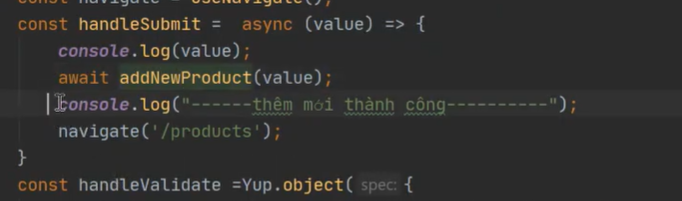 const navigate = useNavigate();
const handleSubmit = async (value) => {
console.log(value);
await addNewProduct(value);
console.log("------thêm mới thành công----------");
navigate('/products');
}
const handleValidate =Yup.object( spec: {